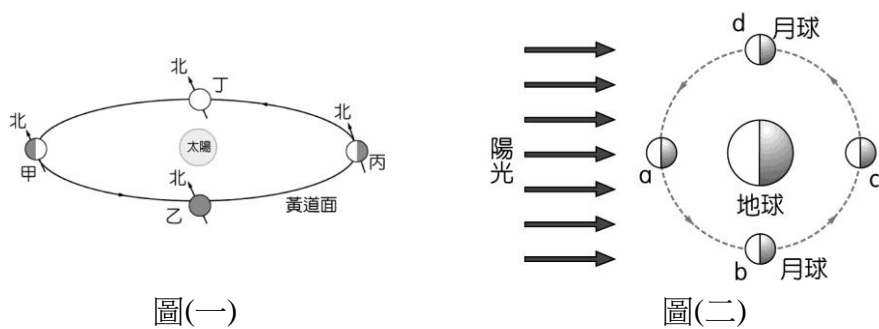 北
丁
北
北
太陽
甲
丙
北
乙
黃道面
圖(一)
d
月球
陽光
a
c
地球
b
月球
圖(二)